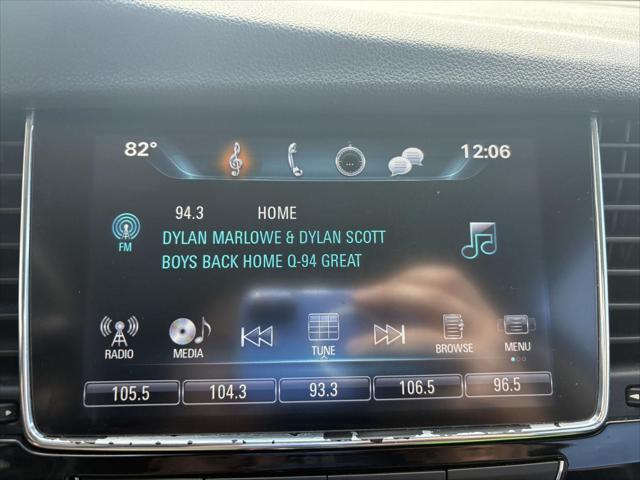 82° 12:06
94.3 HOME
FM
DYLAN MARLOWE & DYLAN SCOTT
BOYS BACK HOME Q-94 GREAT
RADIO MEDIA TUNE BROWSE MENU
105.5 104.3 93.3 106.5 96.5